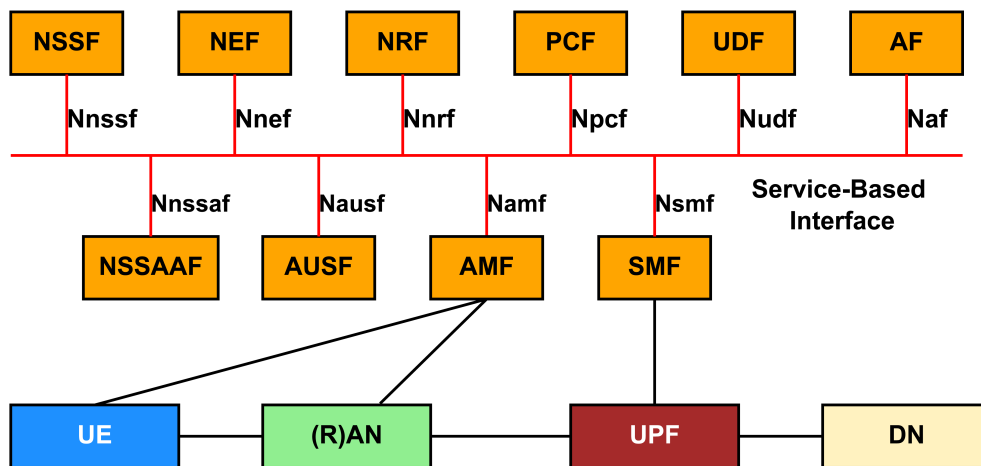 NSSF NEF NRF PCF UDF AF
Nnssf Nnef Nnrf Npcf Nudf Naf
Service-Based
Interface
Nnssaf Nausf Namf Nsmf
NSSAAF AUSF AMF SMF
UE (R)AN UPF DN